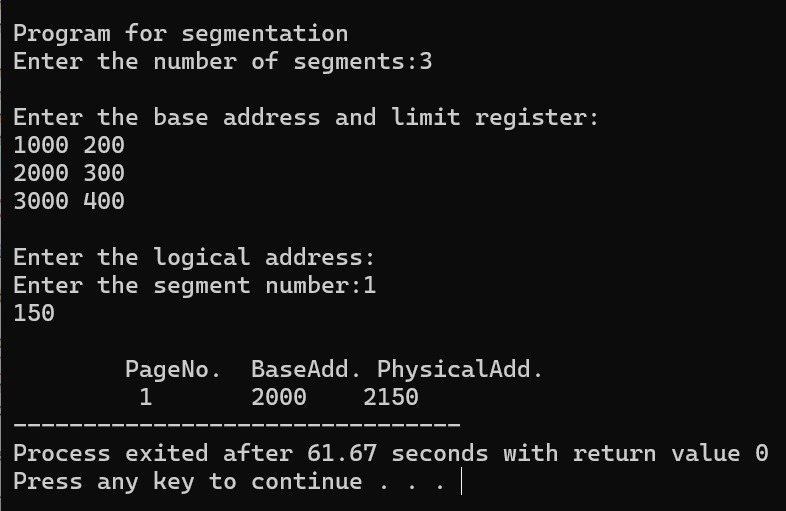 Program for segmentation
Enter the number of segments:3
Enter the base address and limit register:
1000 200
2000 300
3000 400
Enter the logical address:
Enter the segment number:1
150
PageNo. BaseAdd. PhysicalAdd.
1 2000 2150
--------------------------------
Process exited after 61.67 seconds with return value 0
Press any key to continue . . .